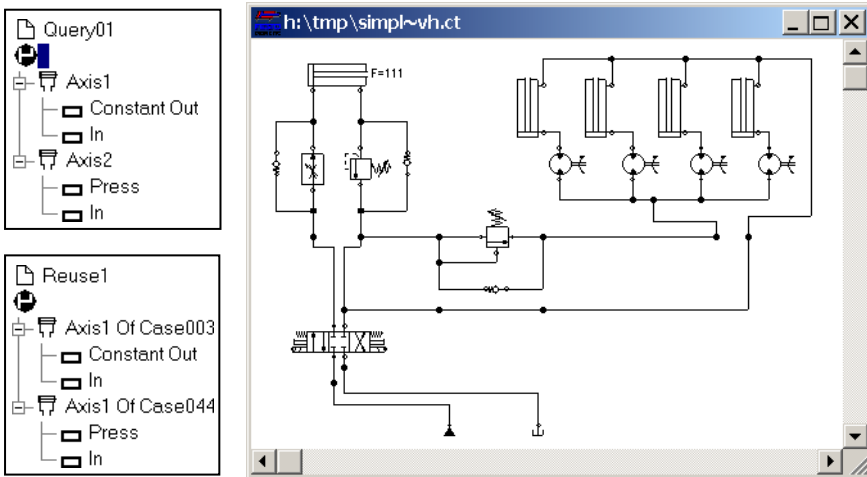 Query01
Axis1
Constant Out
In
Axis2
Press
In
Reuse1
Axis1 Of Case003
Constant Out
In
Axis1 Of Case044
Press
In
h:\tmp\simpl~vh.ct
F=111